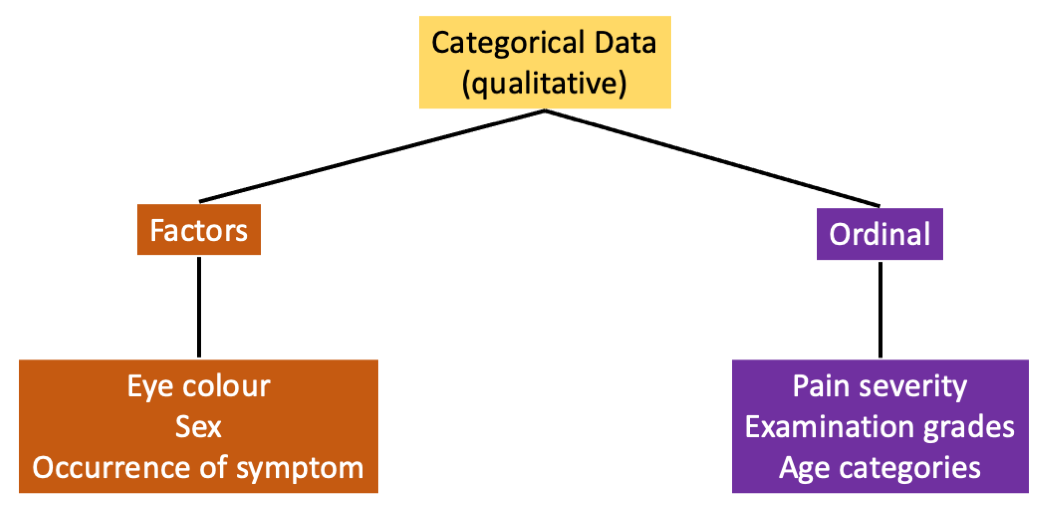 Categorical Data
(qualitative)
Factors
Ordinal
Eye colour
Sex
Occurrence of symptom
Pain severity
Examination grades
Age categories